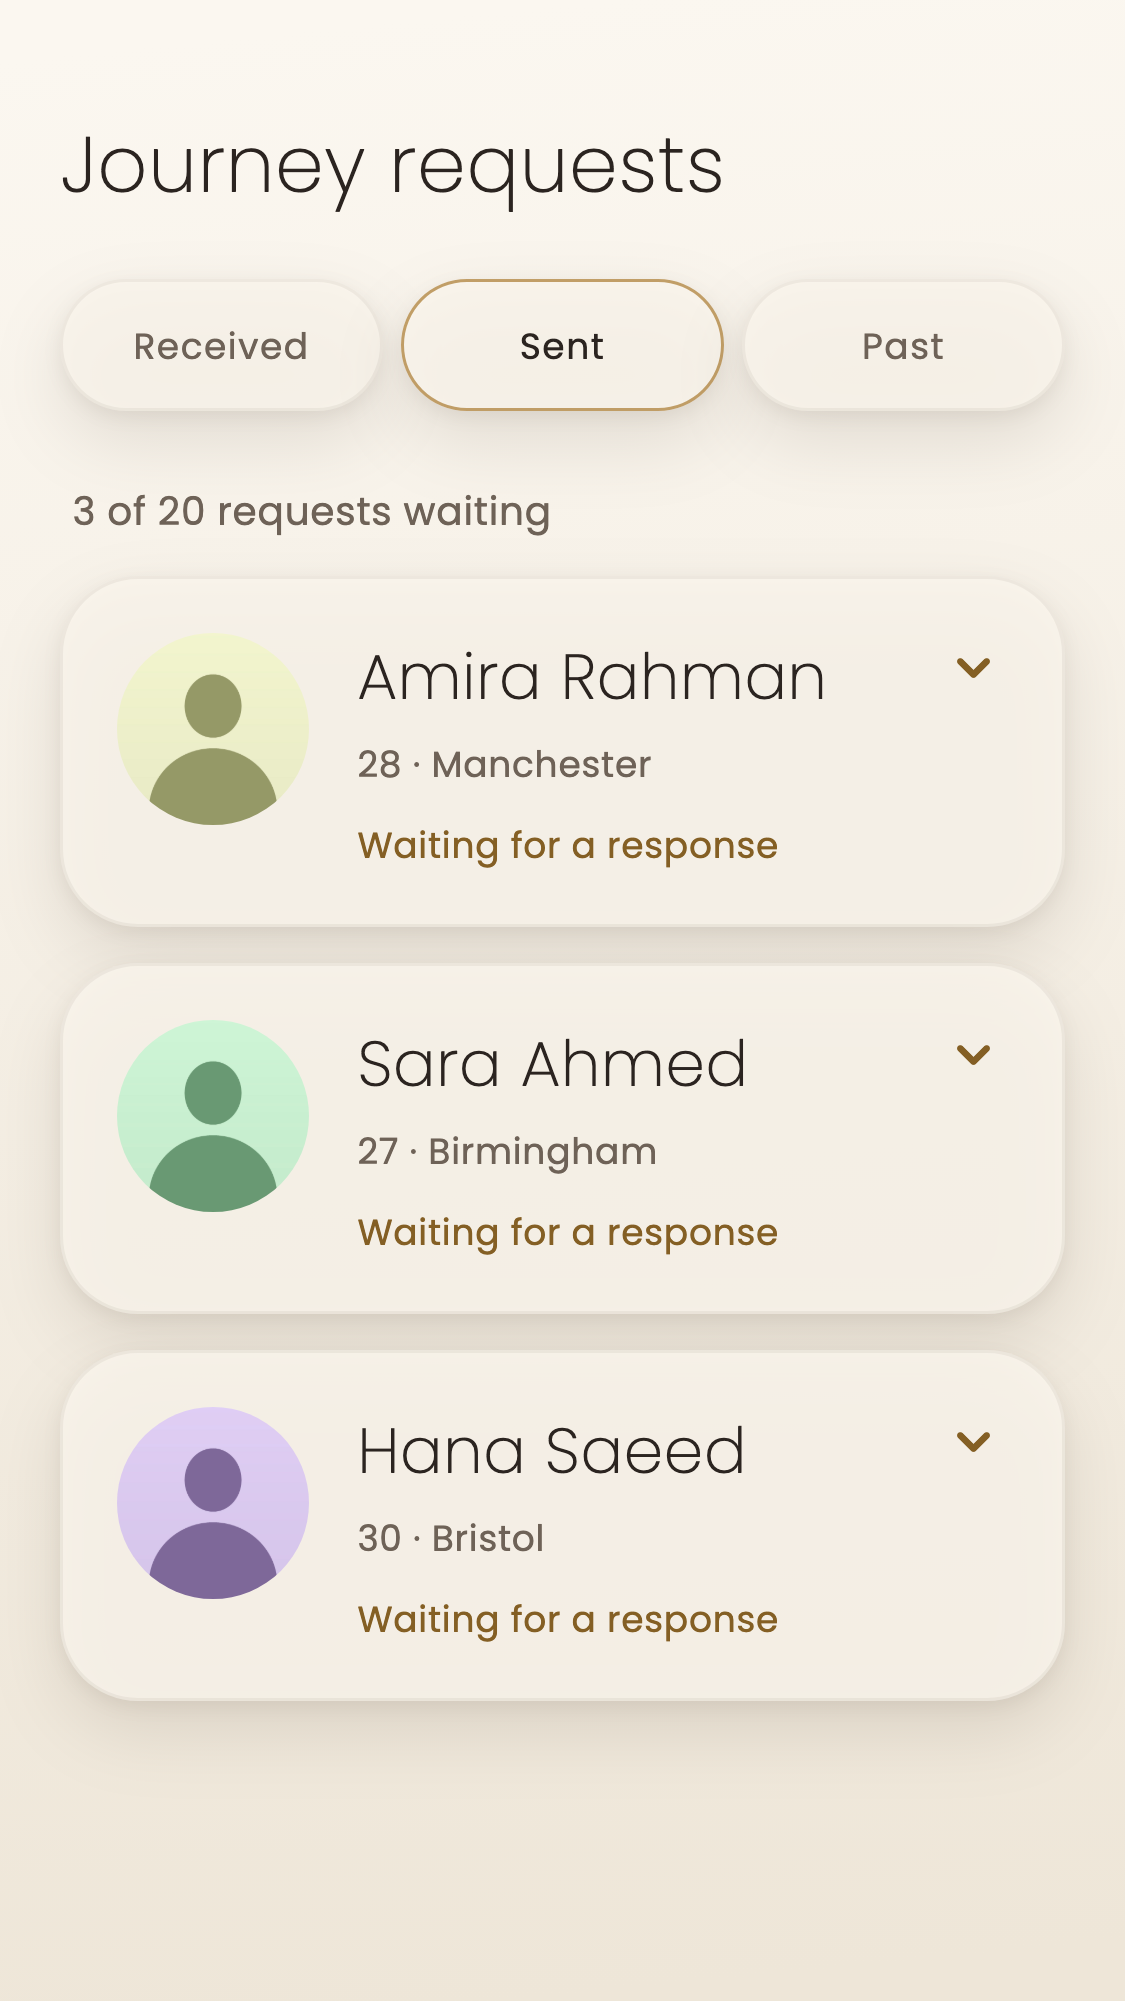 Journey requests
Received
Sent
Past
3 of 20 requests waiting
Amira Rahman
28 · Manchester
Waiting for a response
Sara Ahmed
27 · Birmingham
Waiting for a response
Hana Saeed
30 · Bristol
Waiting for a response